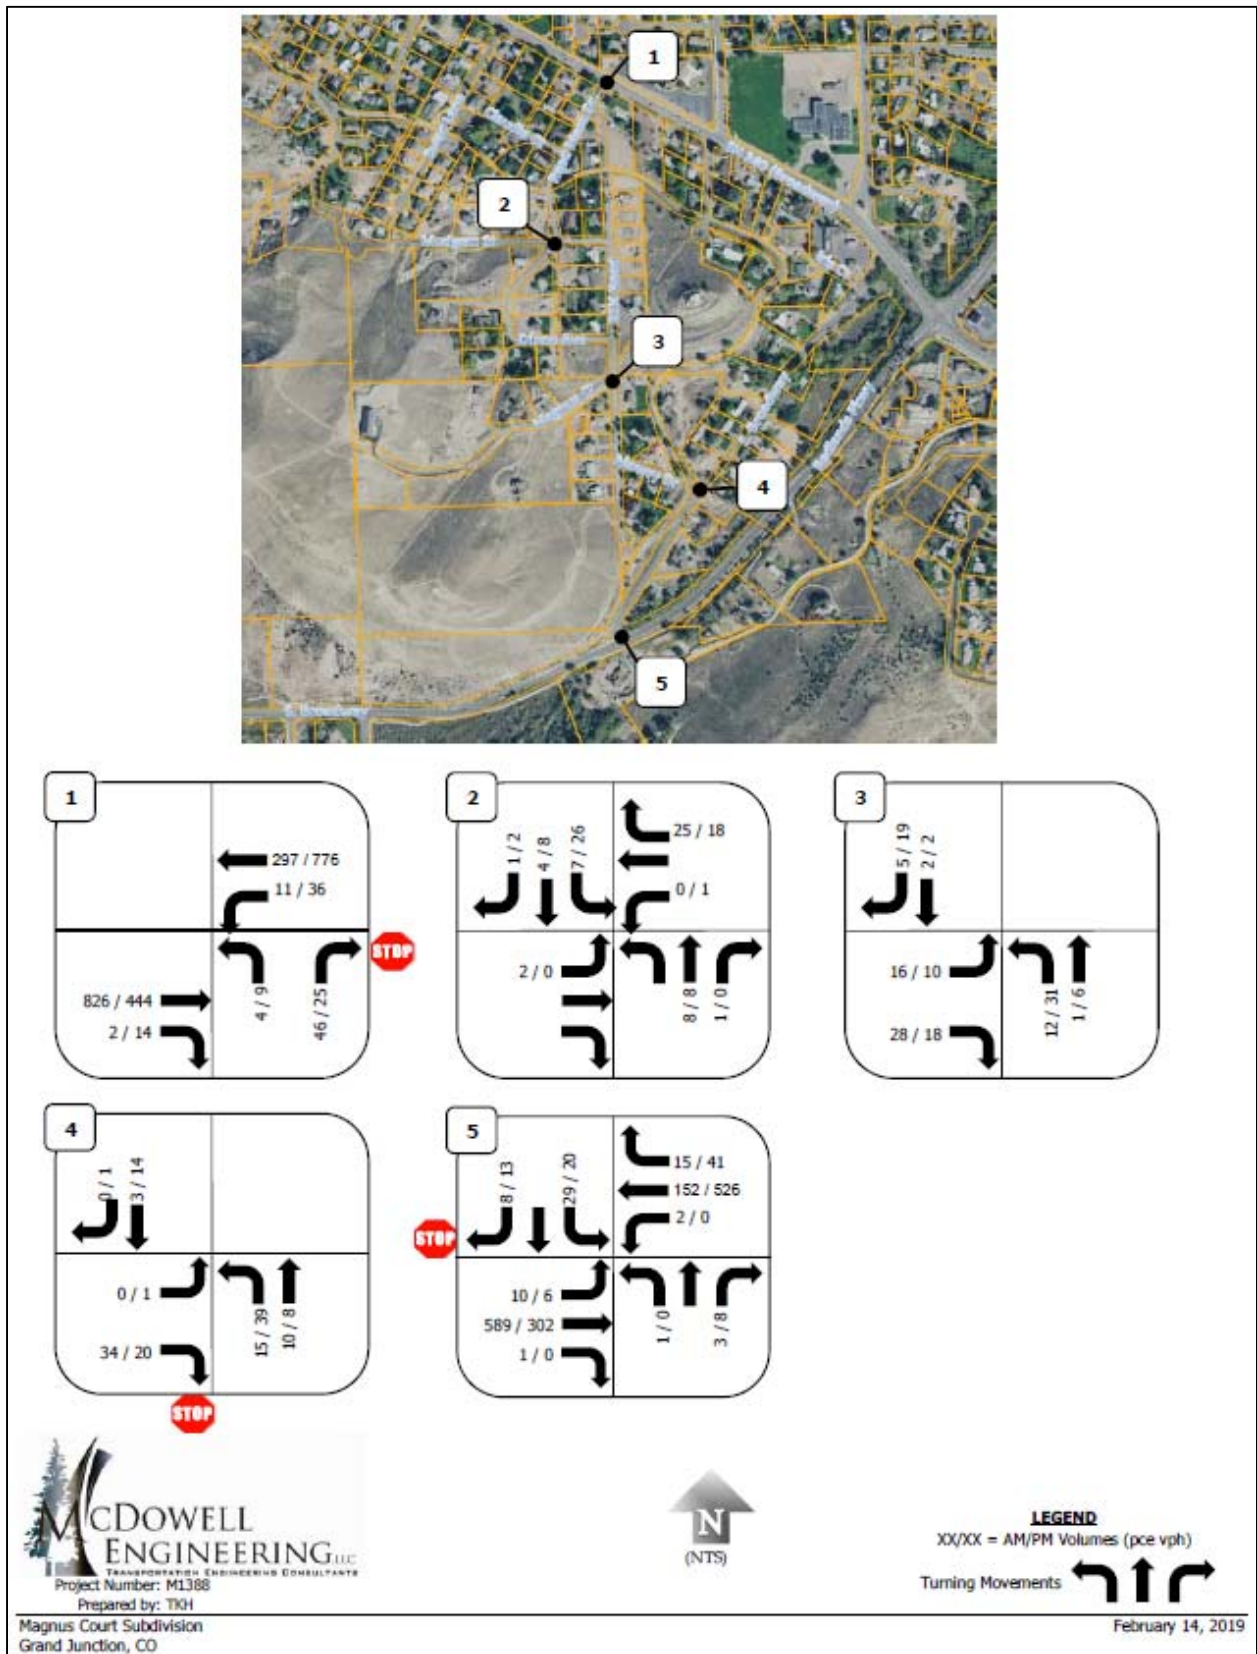 1
2
3
4
5
1
297 / 776
11 / 36
826 / 444
2 / 14
4 / 9
46 / 25
STOP
2
1 / 2
4 / 8
7 / 26
25 / 18
0 / 1
2 / 0
8 / 8
1 / 0
3
5 / 19
2 / 2
16 / 10
28 / 18
12 / 31
1 / 6
4
0 / 1
3 / 14
0 / 1
34 / 20
15 / 39
10 / 8
STOP
5
8 / 13
29 / 20
15 / 41
152 / 526
2 / 0
STOP
10 / 6
589 / 302
1 / 0
1 / 0
3 / 8
McDOWELL
ENGINEERING LLC
TRANSPORTATION ENGINEERING CONSULTANTS
Project Number: M1388
Prepared by: TKH
N
(NTS)
LEGEND
XX/XX = AM/PM Volumes (pce vph)
Turning Movements
Magnus Court Subdivision
Grand Junction, CO
February 14, 2019